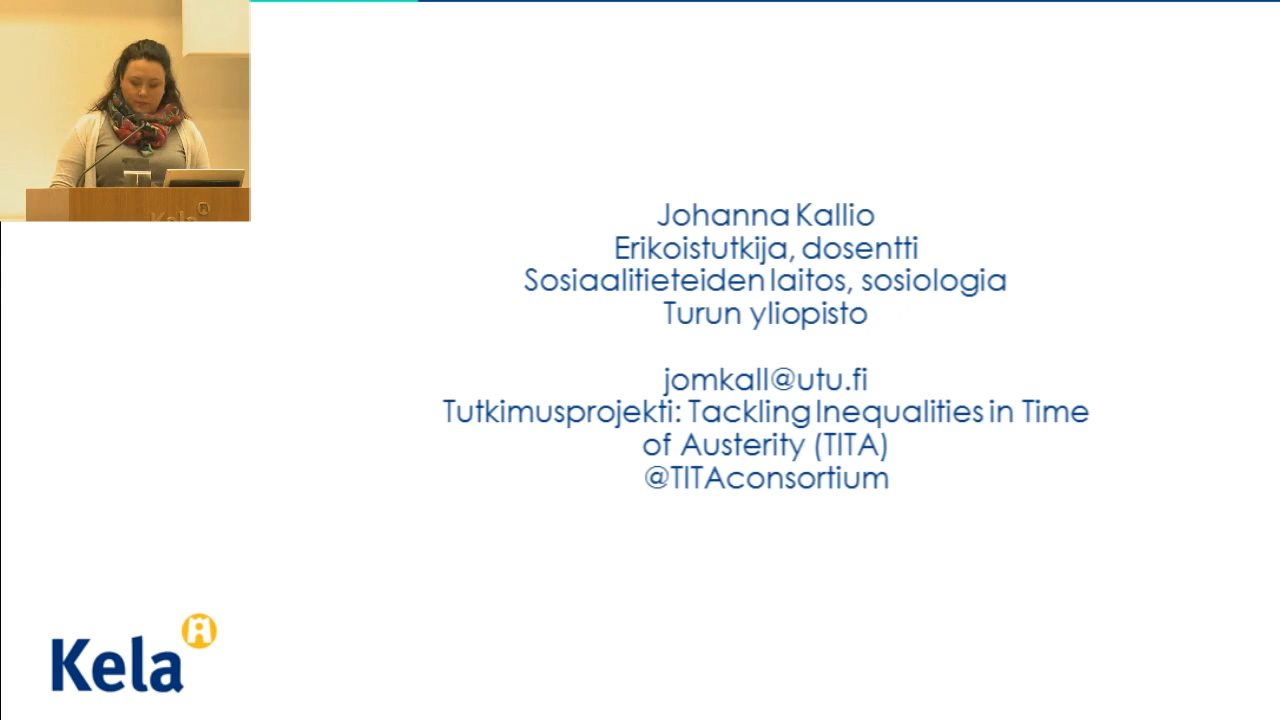 Kela
Johanna Kallio
Erikoistutkija, dosentti
Sosiaalitieteiden laitos, sosiologia
Turun yliopisto
jomkall@utu.fi
Tutkimusprojekti: Tackling Inequalities in Time
of Austerity (TITA)
@TITAconsortium
Kela